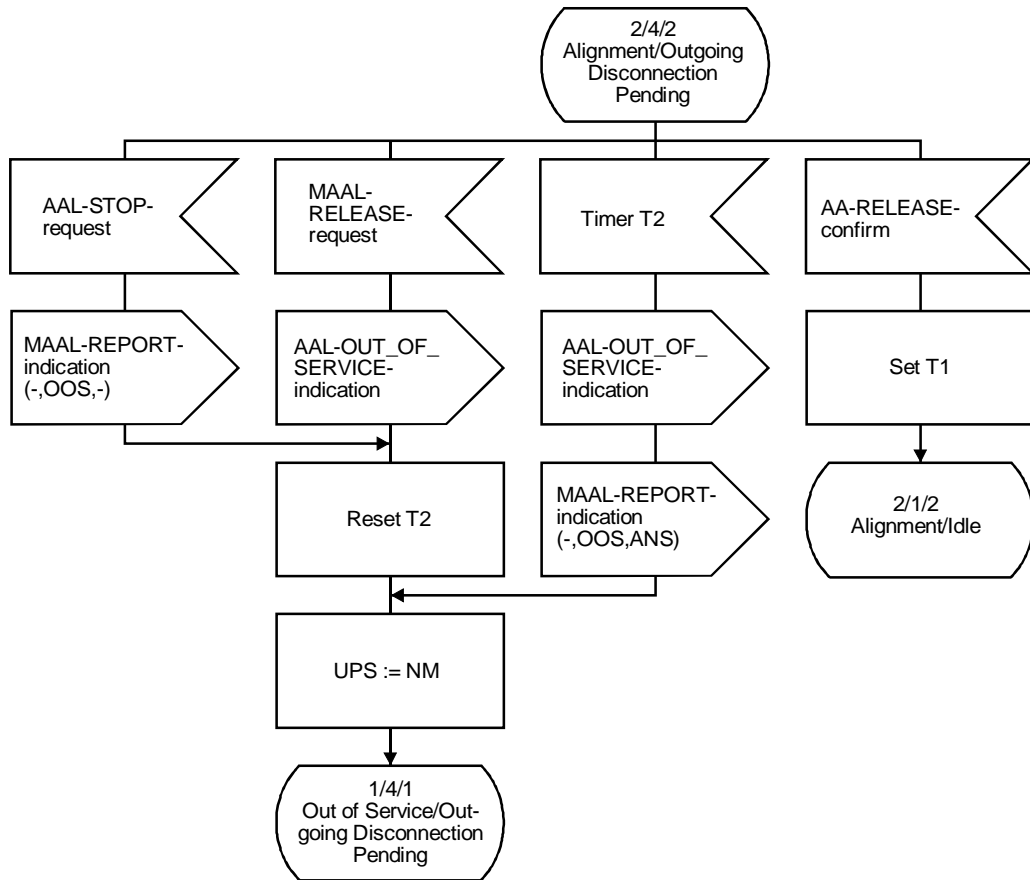 2/4/2
Alignment/Outgoing
Disconnection
Pending
AAL-STOP-
request
MAAL-
RELEASE-
request
Timer T2
AA-RELEASE-
confirm
MAAL-REPORT-
indication
(-,OOS,-)
AAL-OUT_OF_
SERVICE-
indication
AAL-OUT_OF_
SERVICE-
indication
Set T1
Reset T2
MAAL-REPORT-
indication
(-,OOS,ANS)
2/1/2
Alignment/Idle
UPS := NM
1/4/1
Out of Service/Out-
going Disconnection
Pending